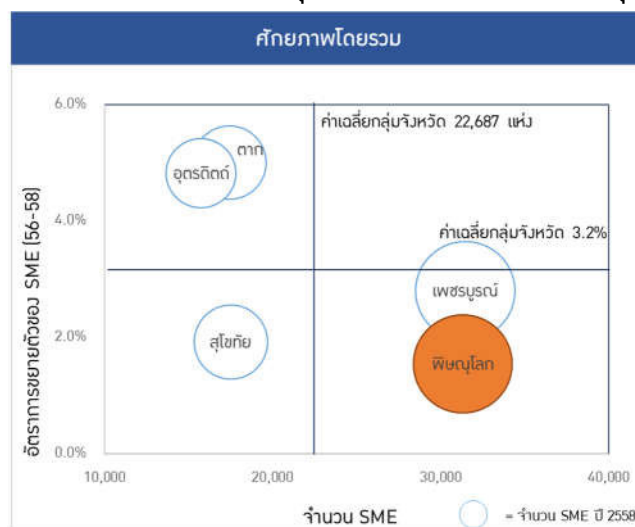 ศักยภาพโดยรวม
6.0%
ค่าเฉลี่ยกลุ่มจังหวัด 22,687 แห่ง
ตาก
อุตรดิตถ์
4.0%
ค่าเฉลี่ยกลุ่มจังหวัด 3.2%
เพชรบูรณ์
สุโขทัย
2.0%
พิษณุโลก
0.0%
10,000 20,000 30,000 40,000
อัตราการขยายตัวของ SME (56-58)
จำนวน SME
= จำนวน SME ปี 2558